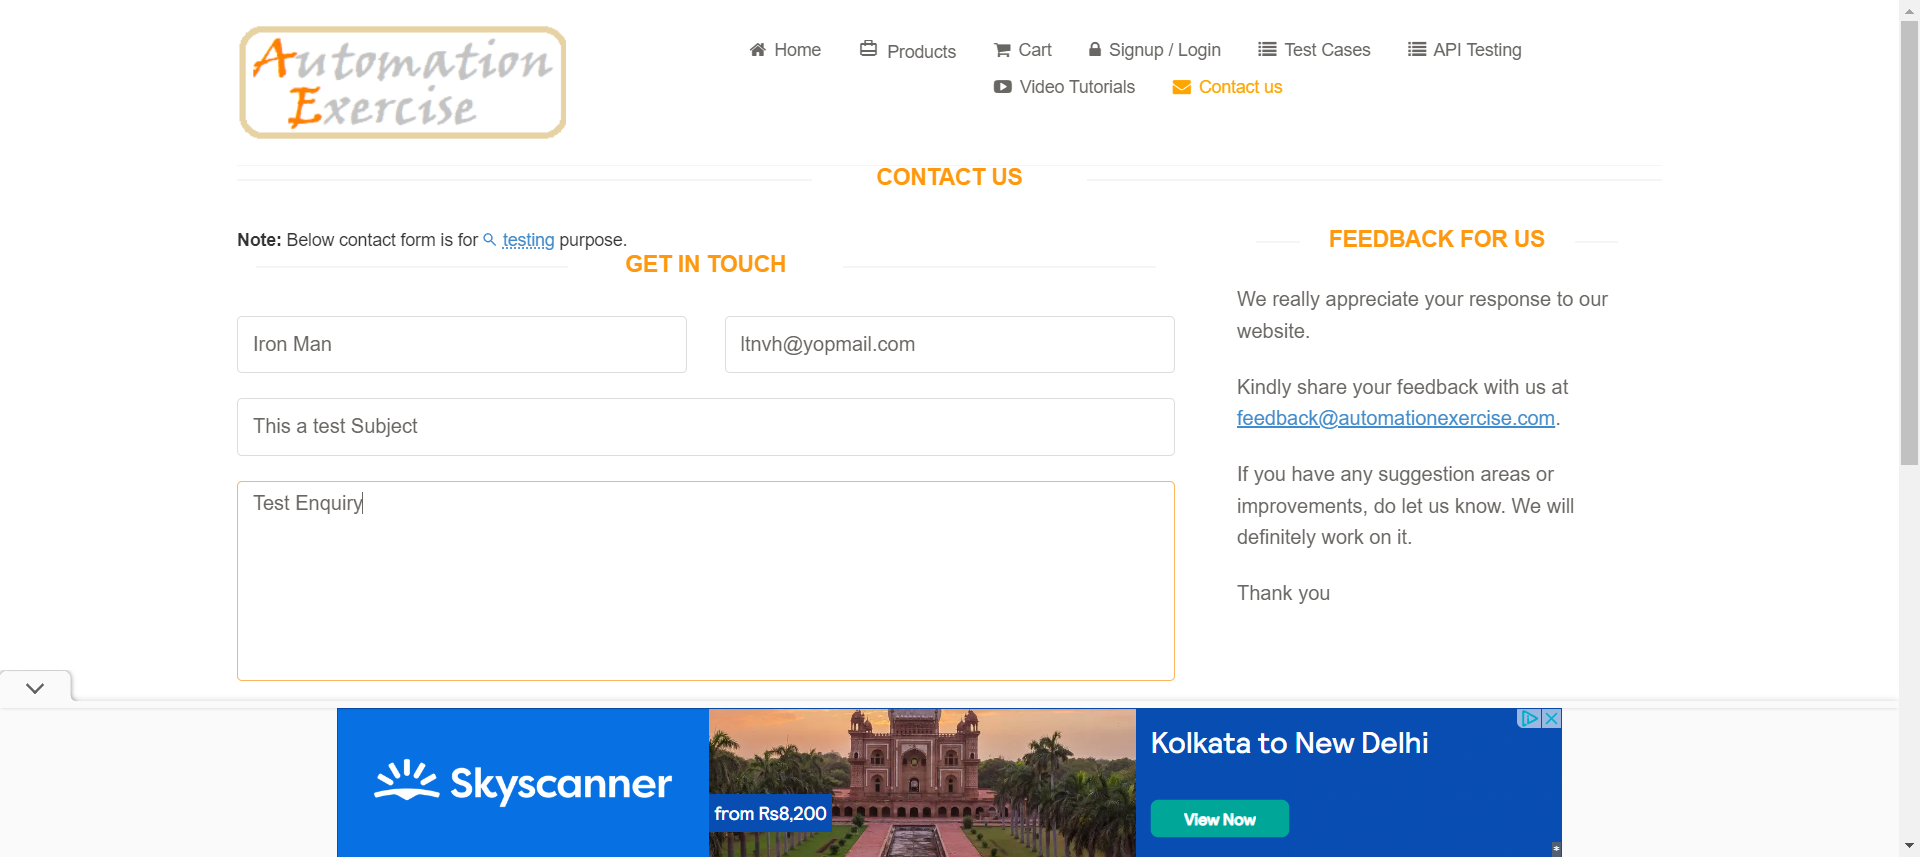 Automation
Exercise
Home
Products
Cart
Signup / Login
Test Cases
API Testing
Video Tutorials
Contact us
CONTACT US
Note: Below contact form is for testing purpose.
GET IN TOUCH
Iron Man
ltnvh@yopmail.com
This a test Subject
Test Enquiry
FEEDBACK FOR US
We really appreciate your response to our
website.
Kindly share your feedback with us at
feedback@automationexercise.com.
If you have any suggestion areas or
improvements, do let us know. We will
definitely work on it.
Thank you
Skyscanner
from Rs8,200
Kolkata to New Delhi
View Now
*